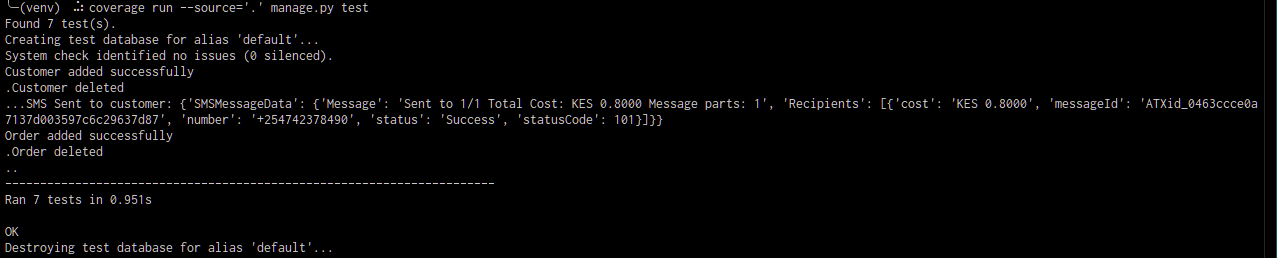 (venv) coverage run --source='.' manage.py test
Found 7 test(s).
Creating test database for alias 'default'...
System check identified no issues (0 silenced).
Customer added successfully
.Customer deleted
...SMS Sent to customer: {'SMSMessageData': {'Message': 'Sent to 1/1 Total Cost: KES 0.8000 Message parts: 1', 'Recipients': [{'cost': 'KES 0.8000', 'messageId': 'ATXid_0463ccce0a
7137d003597c6c29637d87', 'number': '+254742378490', 'status': 'Success', 'statusCode': 101}]}}
Order added successfully
.Order deleted
..
----------------------------------------------------------------------
Ran 7 tests in 0.951s
OK
Destroying test database for alias 'default'...